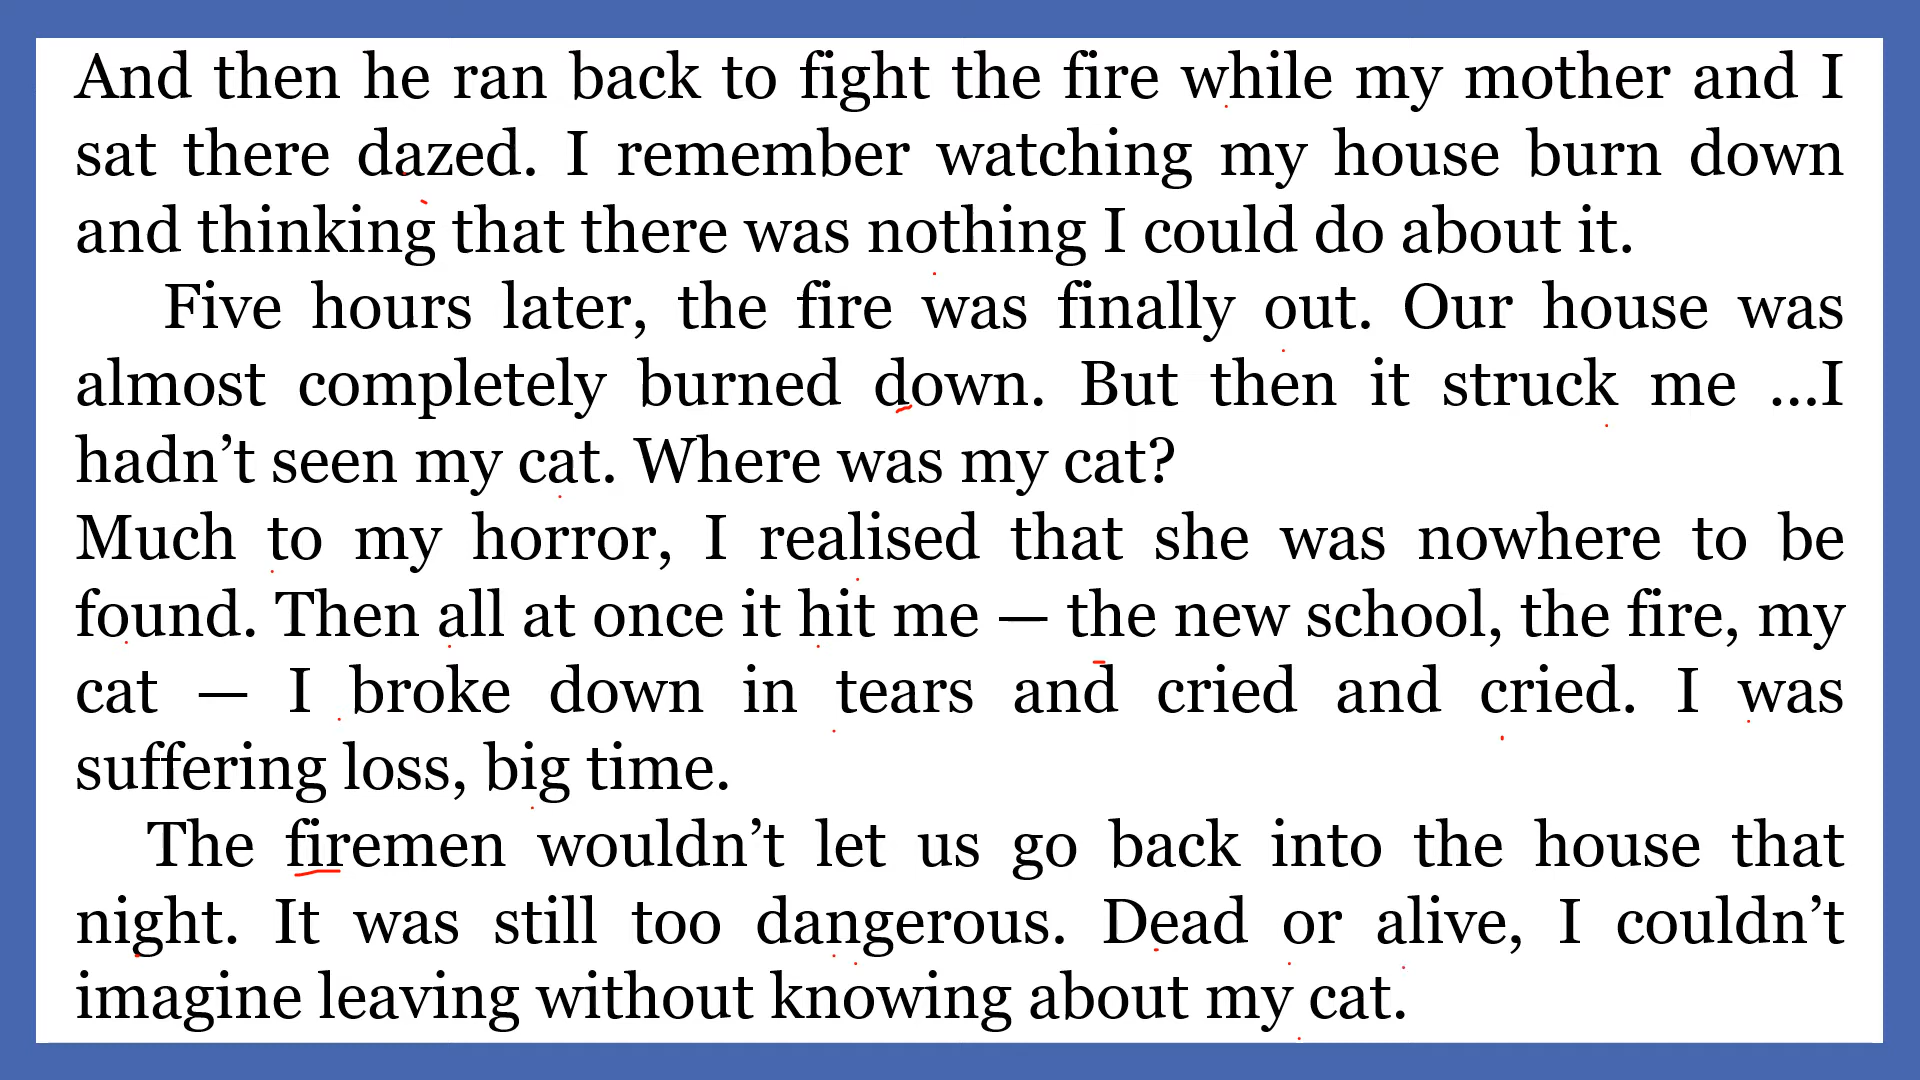 And then he ran back to fight the fire while my mother and I
sat there dazed. I remember watching my house burn down
and thinking that there was nothing I could do about it.
Five hours later, the fire was finally out. Our house was
almost completely burned down. But then it struck me ...I
hadn’t seen my cat. Where was my cat?
Much to my horror, I realised that she was nowhere to be
found. Then all at once it hit me — the new school, the fire, my
cat — I broke down in tears and cried and cried. I was
suffering loss, big time.
The firemen wouldn’t let us go back into the house that
night. It was still too dangerous. Dead or alive, I couldn’t
imagine leaving without knowing about my cat.